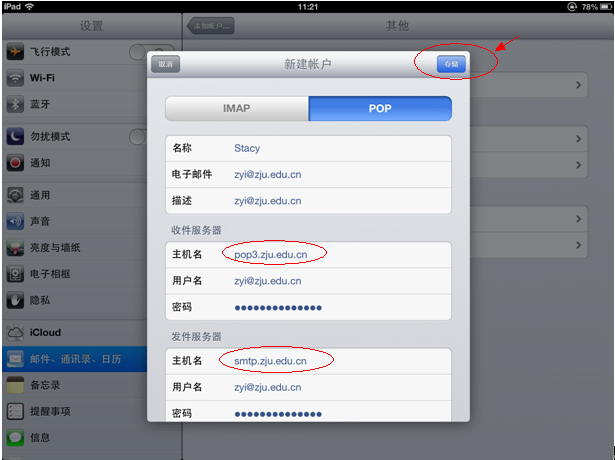 iPad
11:21
78%
设置
添加帐户...
其他
飞行模式
Wi-Fi
蓝牙
勿扰模式
通知
通用
声音
亮度与墙纸
电子相框
隐私
iCloud
邮件、通讯录、日历
备忘录
提醒事项
信息
取消
新建帐户
存储
IMAP
POP
名称 Stacy
电子邮件 zyi@zju.edu.cn
描述 zyi@zju.edu.cn
收件服务器
主机名 pop3.zju.edu.cn
用户名 zyi@zju.edu.cn
密码 ●●●●●●●●●●●●●●
发件服务器
主机名 smtp.zju.edu.cn
用户名 zyi@zju.edu.cn
密码 ●●●●●●●●●●●●●●